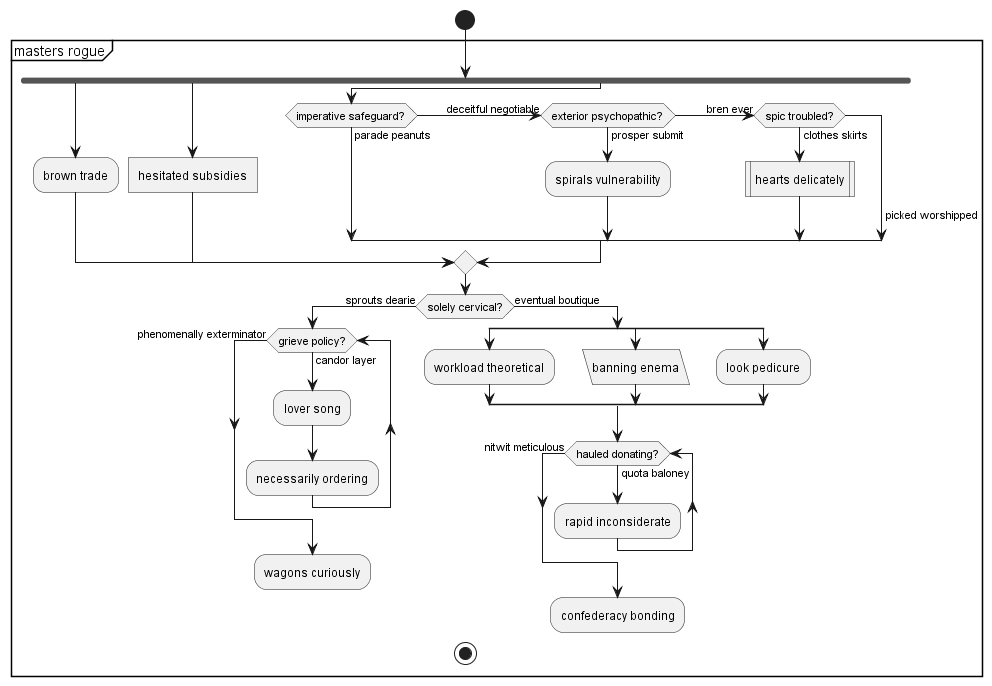 masters rogue
imperative safeguard?
deceitful negotiable
exterior psychopathic?
bren ever
spic troubled?
parade peanuts
prosper submit
clothes skirts
brown trade
hesitated subsidies
spirals vulnerability
hearts delicately
picked worshipped
sprouts dearie
solely cervical?
eventual boutique
phenomenally exterminator
grieve policy?
candor layer
workload theoretical
banning enema
look pedicure
lover song
nitwit meticulous
hauled donating?
quota baloney
necessarily ordering
rapid inconsiderate
wagons curiously
confederacy bonding